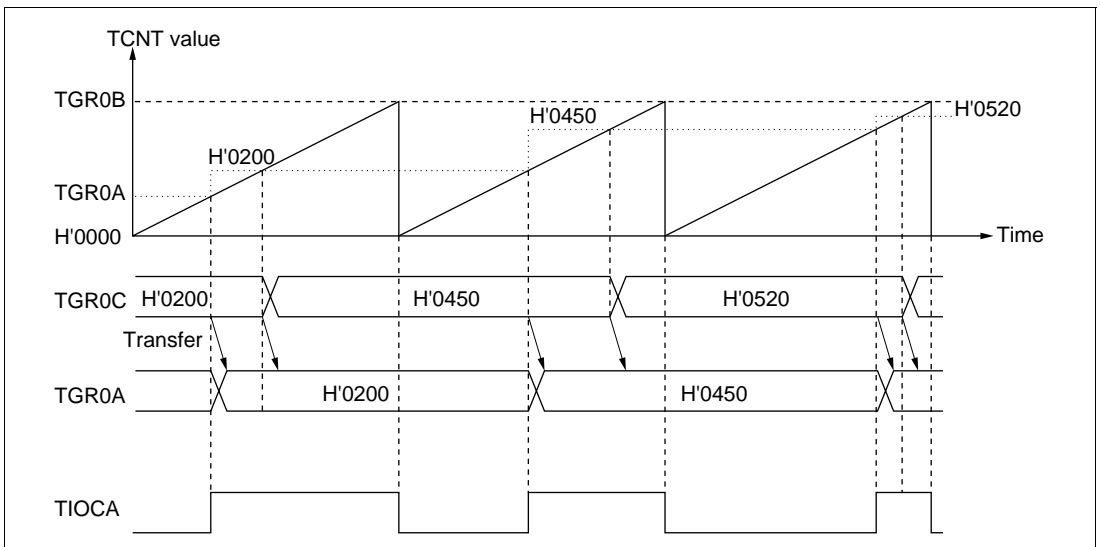 TCNT value
TGR0B
H'0450
H'0520
H'0200
TGR0A
H'0000
Time
TGR0C
H'0200
H'0450
H'0520
Transfer
TGR0A
H'0200
H'0450
TIOCA